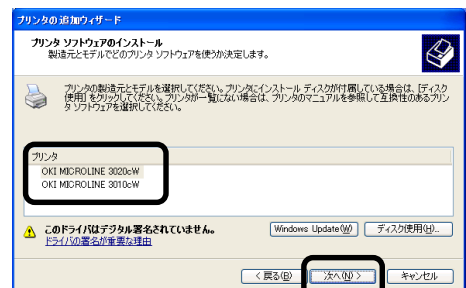 プリンタの追加ウィザード
プリンタ ソフトウェアのインストール
製造元とモデルでどのプリンタ ソフトウェアを使うか決定します。
プリンタの製造元とモデルを選択してください。プリンタにインストール ディスクが付属している場合は、[ディスク
使用] をクリックしてください。プリンタが一覧にない場合は、プリンタのマニュアルを参照して互換性のあるプリン
タ ソフトウェアを選択してください。
プリンタ
OKI MICROLINE 3020cW
OKI MICROLINE 3010cW
このドライバはデジタル署名されていません。
ドライバの署名が重要な理由
Windows Update(W)
ディスク使用(H)...
< 戻る(B)
次へ(N) >
キャンセル